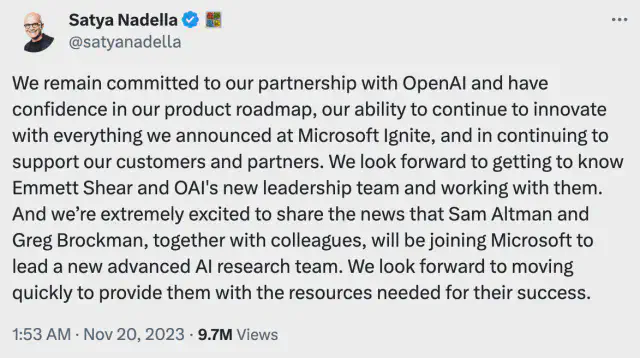 Satya Nadella
@satyanadella
We remain committed to our partnership with OpenAI and have
confidence in our product roadmap, our ability to continue to innovate
with everything we announced at Microsoft Ignite, and in continuing to
support our customers and partners. We look forward to getting to know
Emmett Shear and OAI's new leadership team and working with them.
And we’re extremely excited to share the news that Sam Altman and
Greg Brockman, together with colleagues, will be joining Microsoft to
lead a new advanced AI research team. We look forward to moving
quickly to provide them with the resources needed for their success.
1:53 AM · Nov 20, 2023 · 9.7M Views